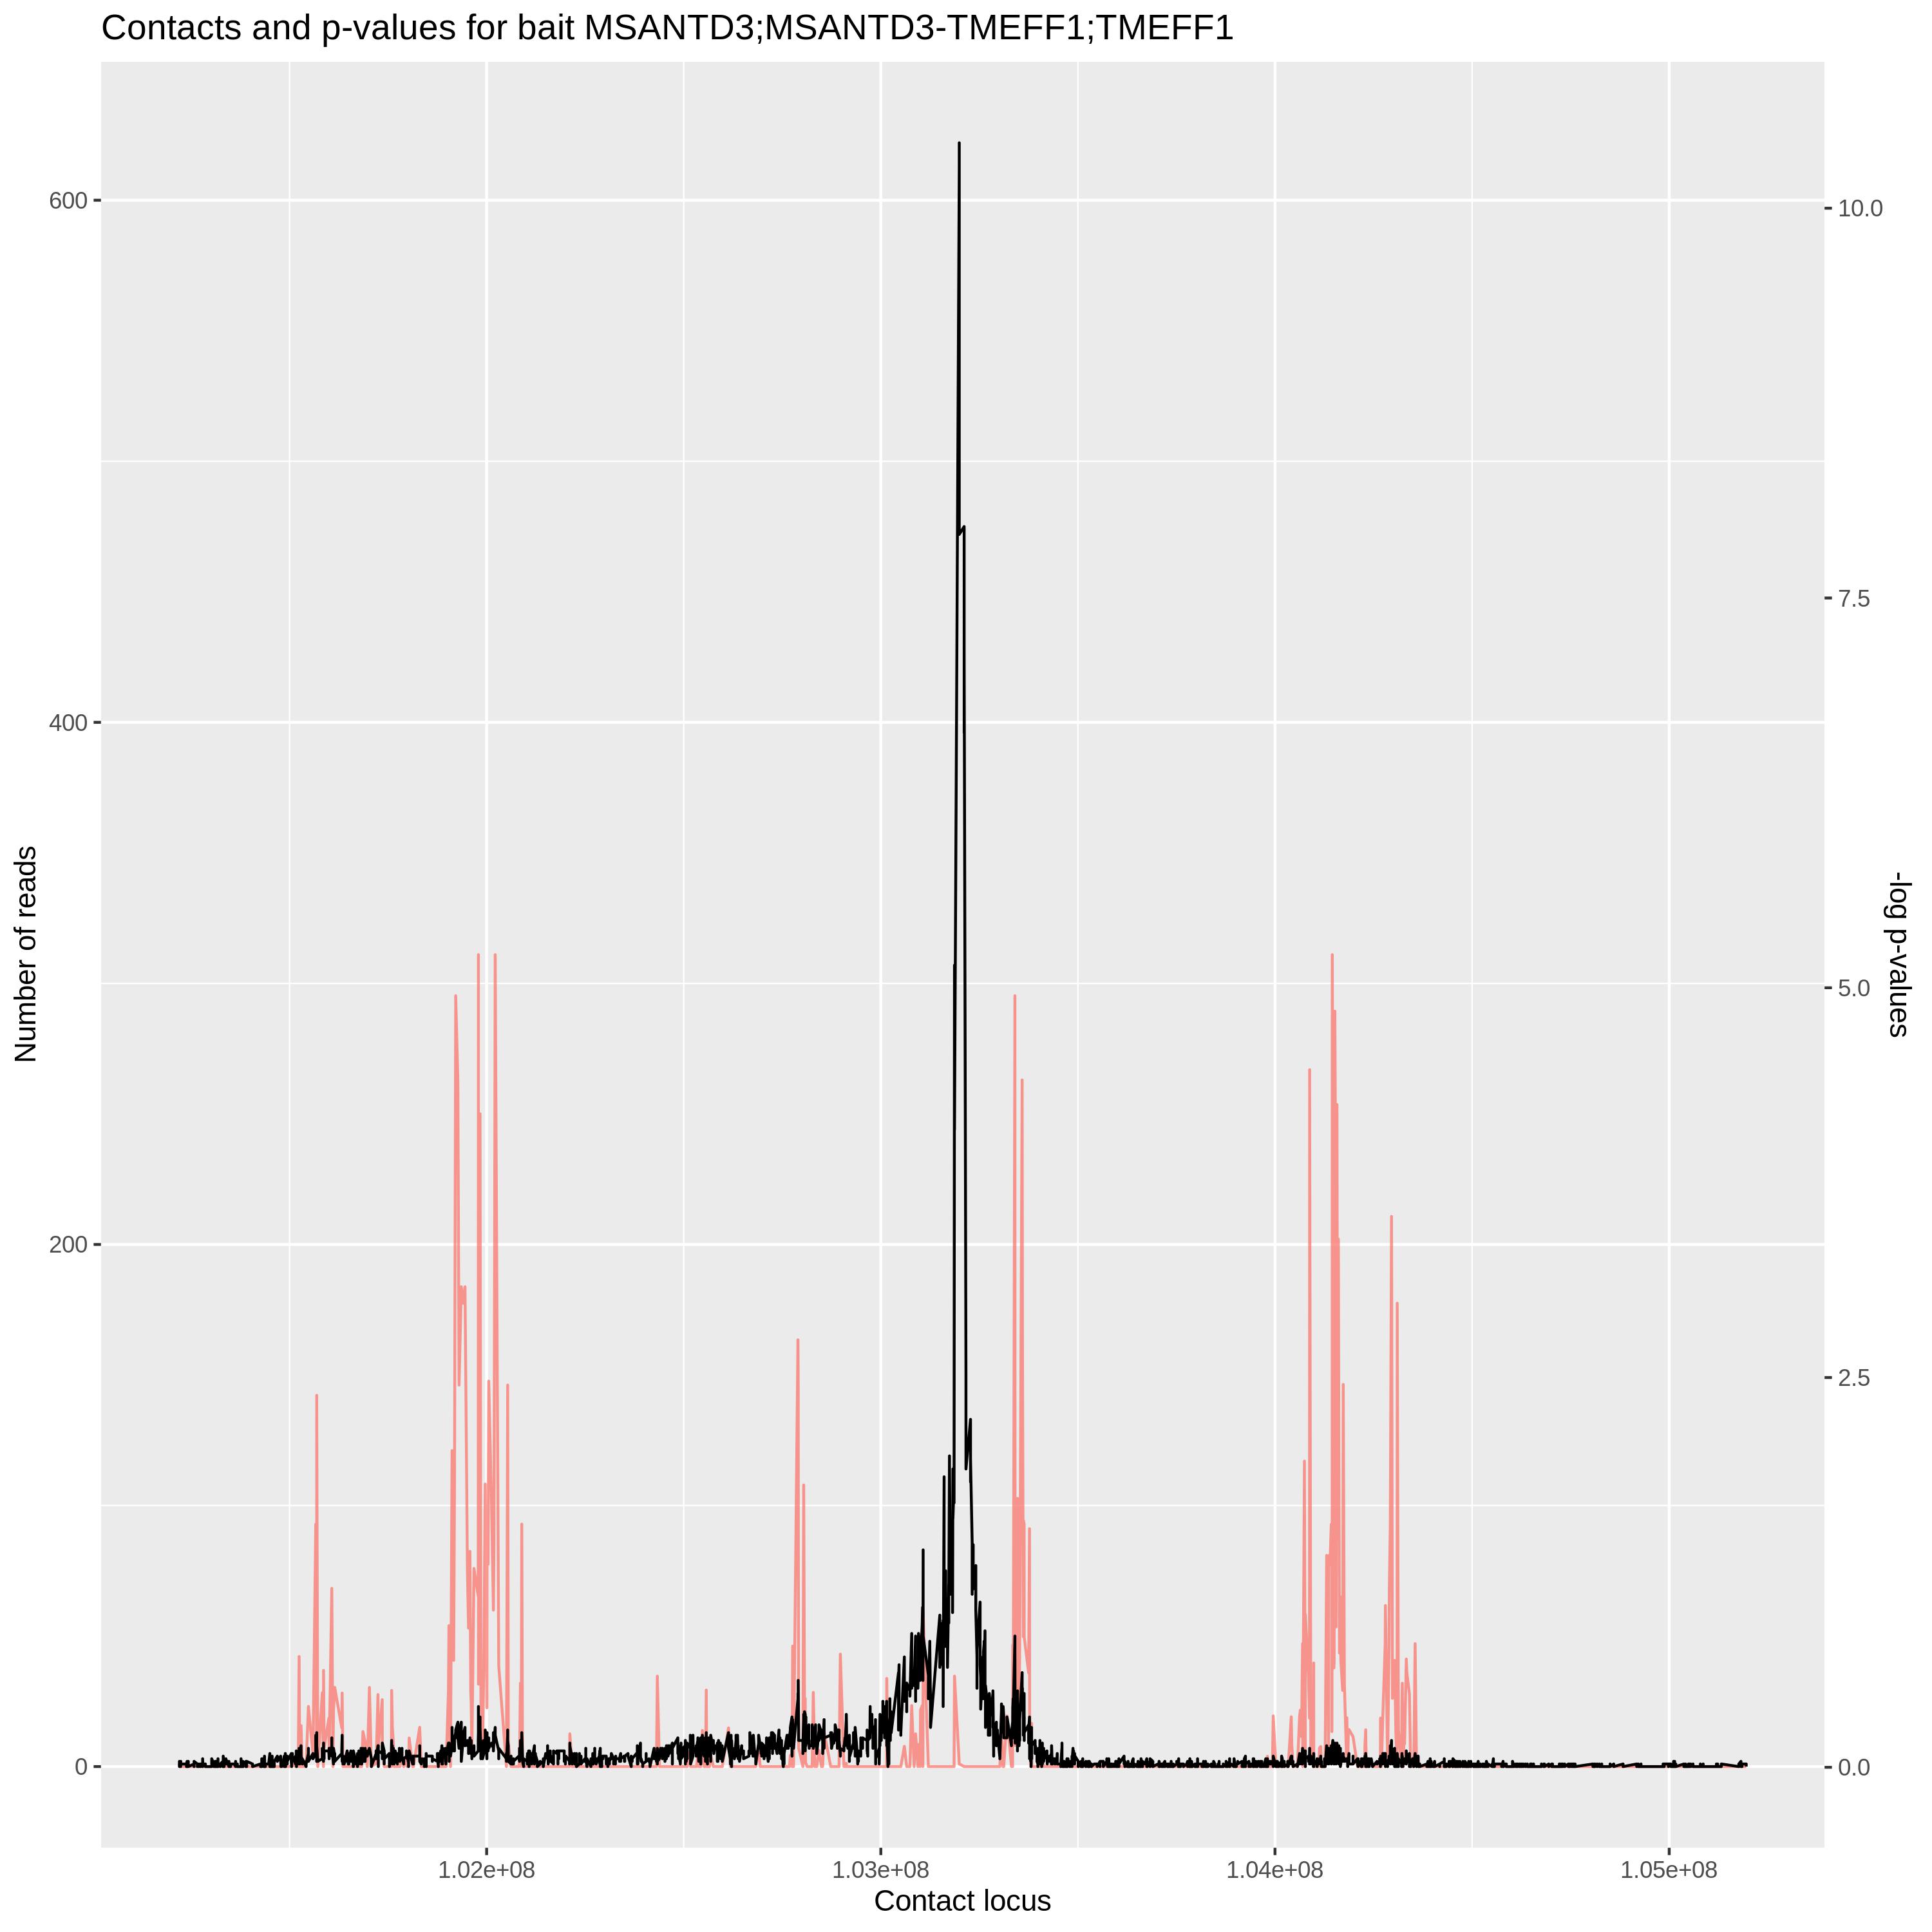 Contacts and p-values for bait MSANTD3;MSANTD3-TMEFF1;TMEFF1
600
400
200
0
Number of reads
10.0
7.5
5.0
2.5
0.0
-log p-values
1.02e+08
1.03e+08
1.04e+08
1.05e+08
Contact locus